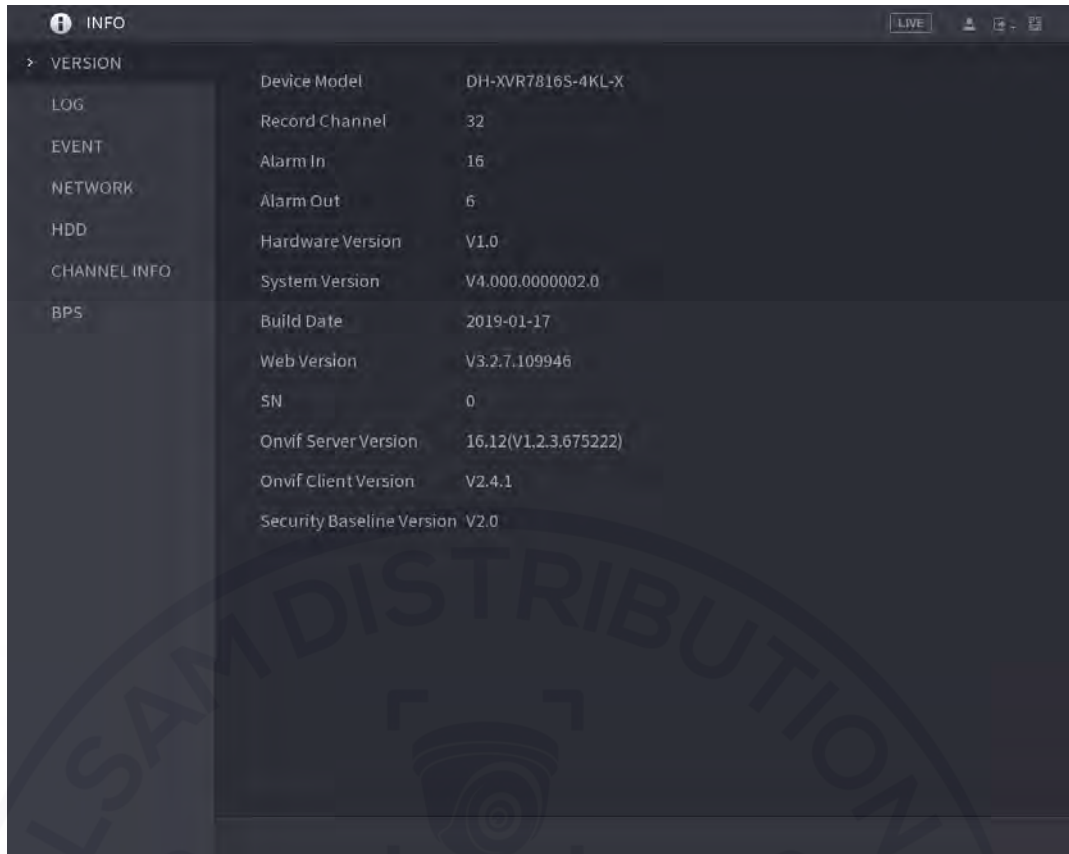 INFO
LIVE
VERSION
LOG
EVENT
NETWORK
HDD
CHANNEL INFO
BPS
Device Model DH-XVR7816S-4KL-X
Record Channel 32
Alarm In 16
Alarm Out 6
Hardware Version V1.0
System Version V4.000.0000002.0
Build Date 2019-01-17
Web Version V3.2.7.109946
SN 0
Onvif Server Version 16.12(V1.2.3.675222)
Onvif Client Version V2.4.1
Security Baseline Version V2.0
LSAM DISTRIBUTION